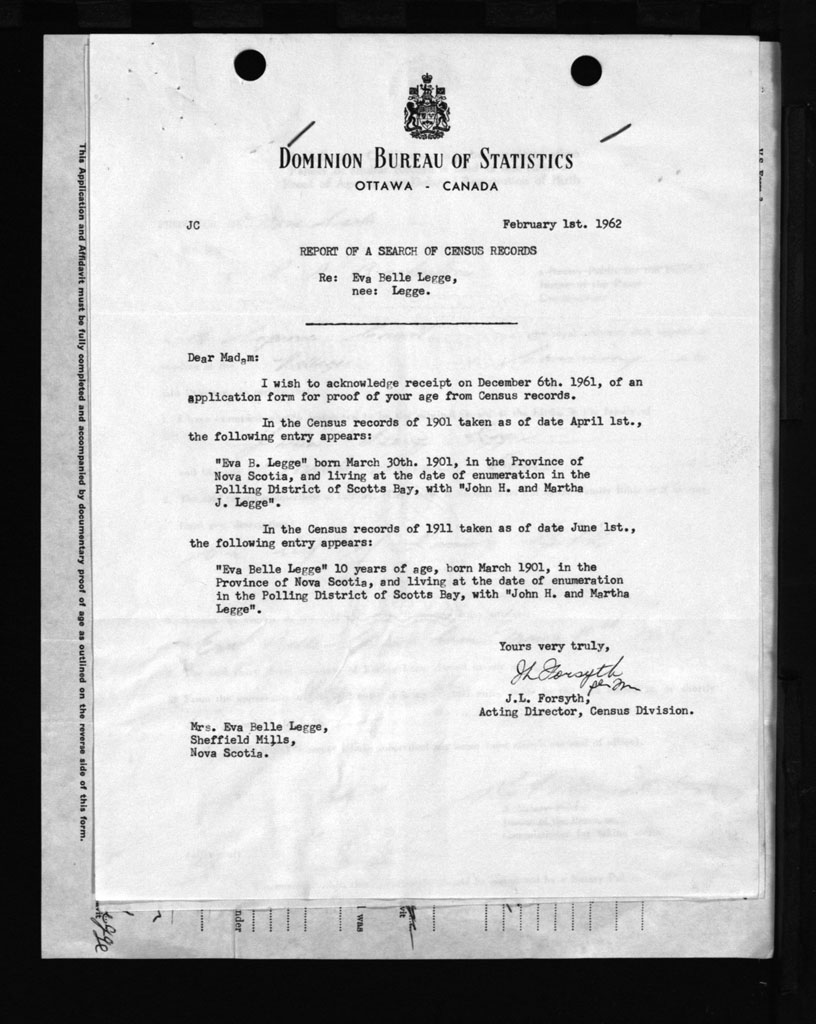 DOMINION BUREAU OF STATISTICS
OTTAWA - CANADA
JC
February 1st. 1962
REPORT OF A SEARCH OF CENSUS RECORDS
Re: Eva Belle Legge,
nee: Legge.
Dear Madam:
I wish to acknowledge receipt on December 6th. 1961, of an
application form for proof of your age from Census records.
In the Census records of 1901 taken as of date April 1st.,
the following entry appears:
"Eva B. Legge" born March 30th. 1901, in the Province of
Nova Scotia, and living at the date of enumeration in the
Polling District of Scotts Bay, with "John H. and Martha
J. Legge".
In the Census records of 1911 taken as of date June 1st.,
the following entry appears:
"Eva Belle Legge" 10 years of age, born March 1901, in the
Province of Nova Scotia, and living at the date of enumeration
in the Polling District of Scotts Bay, with "John H. and Martha
Legge".
Yours very truly,
JL Forsyth
per
J.L. Forsyth,
Acting Director, Census Division.
Mrs. Eva Belle Legge,
Sheffield Mills,
Nova Scotia.
This Application and Affidavit must be fully completed and accompanied by documentary proof of age as outlined on the reverse side of this form.
nder
I was